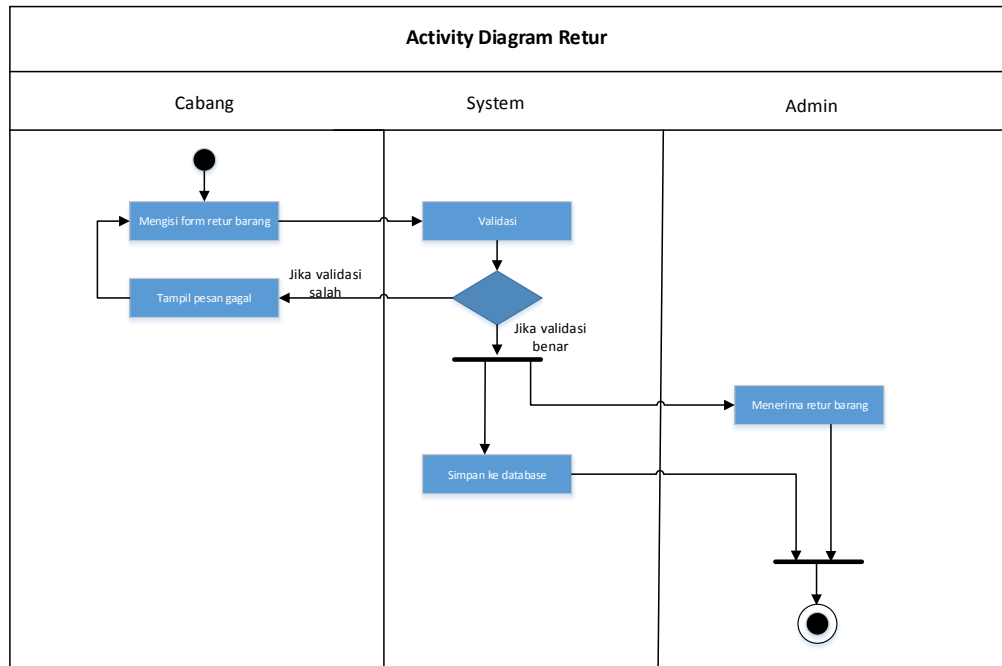 Activity Diagram Retur
Cabang
System
Admin
Mengisi form retur barang
Validasi
Jika validasi
salah
Tampil pesan gagal
Jika validasi
benar
Menerima retur barang
Simpan ke database